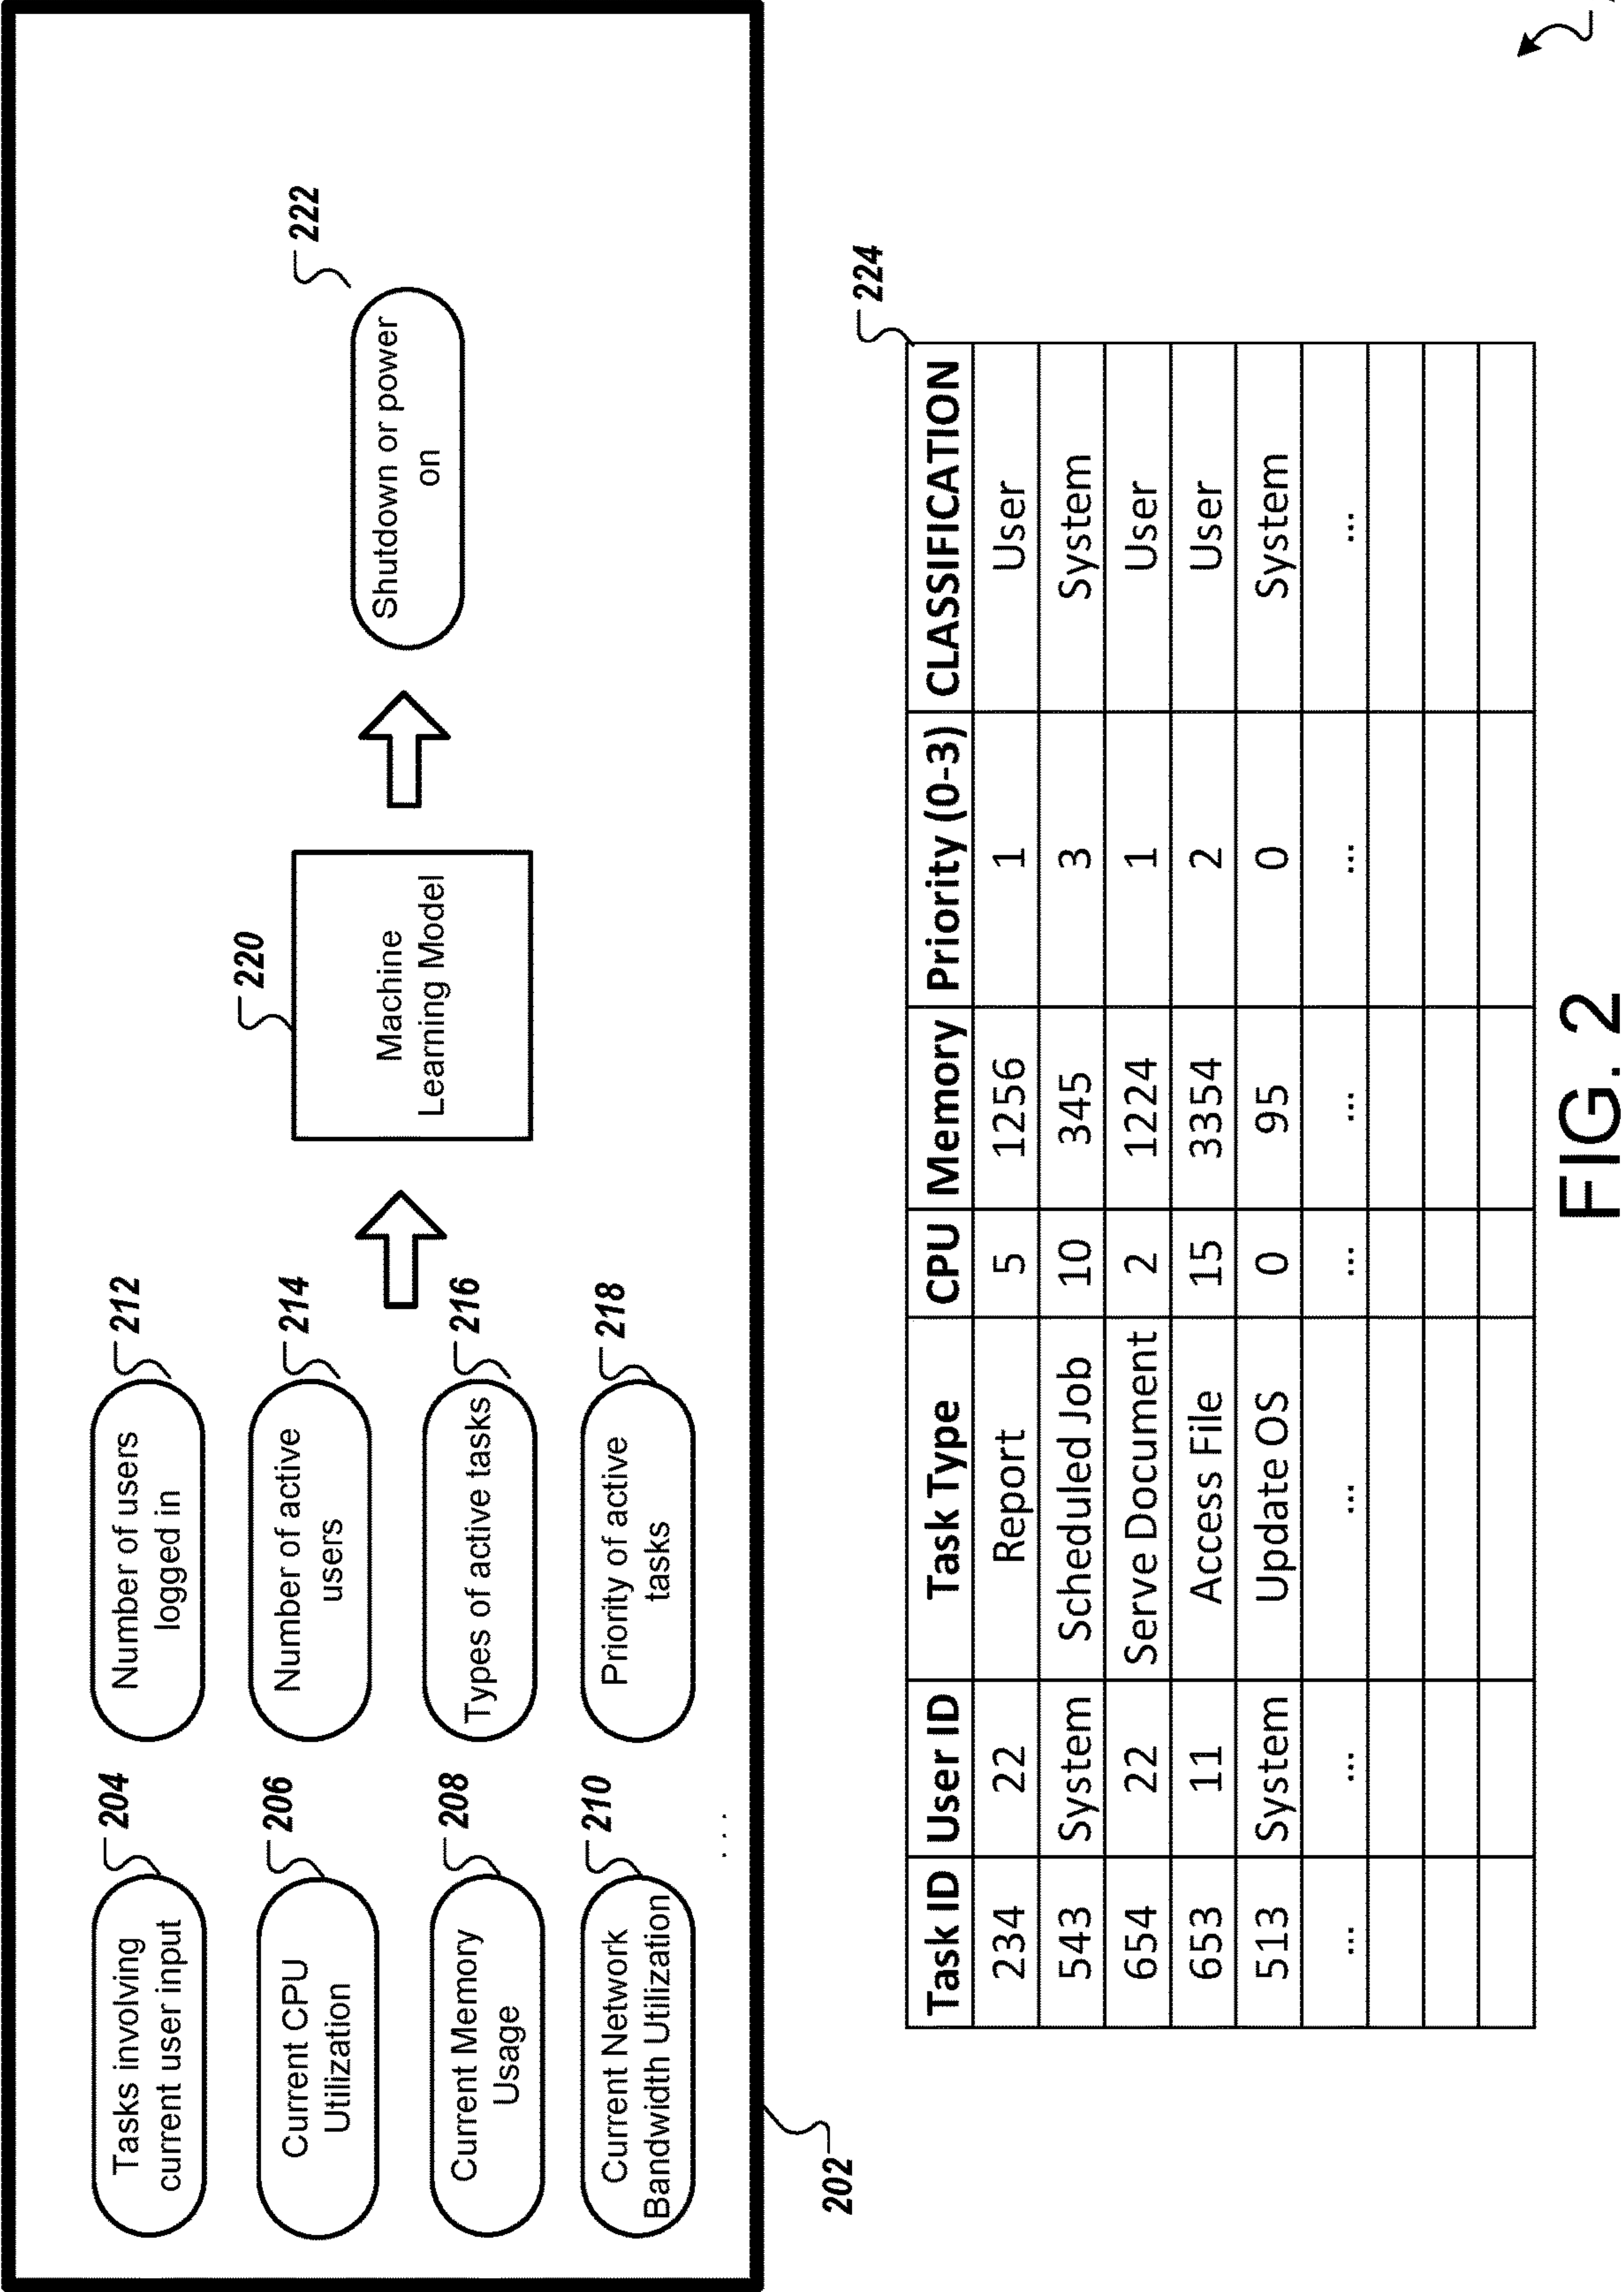 Tasks involving
current user input
204
Number of users
logged in
212
Current CPU
Utilization
206
Number of active
users
214
Current Memory
Usage
208
Types of active tasks
216
Current Network
Bandwidth Utilization
210
Priority of active
tasks
218
. . .
220
Machine
Learning Model
222
Shutdown or power
on
202
224
Task ID User ID Task Type CPU Memory Priority (0-3) CLASSIFICATION
234 22 Report 5 1256 1 User
543 System Scheduled Job 10 345 3 System
654 22 Serve Document 2 1224 1 User
653 11 Access File 15 3354 2 User
513 System Update OS 0 95 0 System
... ... ... ... ... ... ...
FIG. 2